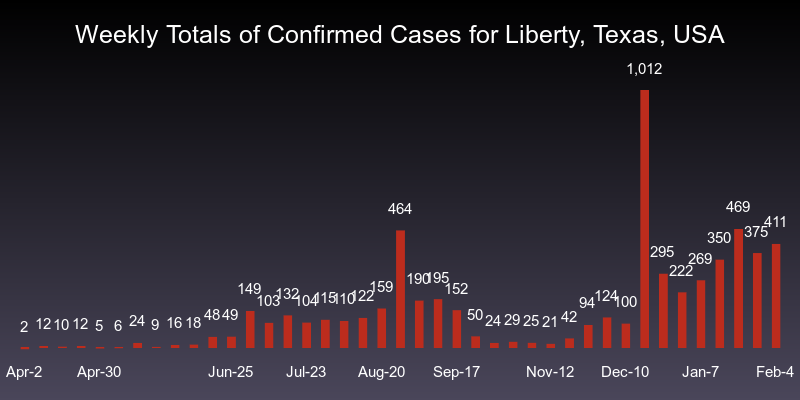 Weekly Totals of Confirmed Cases for Liberty, Texas, USA
2 12 10 12 5 6 24 9 16 18 48 49 149 103 132 104 115 110 122 159 464 190 195 152 50 24 29 25 21 42 94 124 100 1,012 295 222 269 350 469 375 411
Apr-2 Apr-30 Jun-25 Jul-23 Aug-20 Sep-17 Nov-12 Dec-10 Jan-7 Feb-4